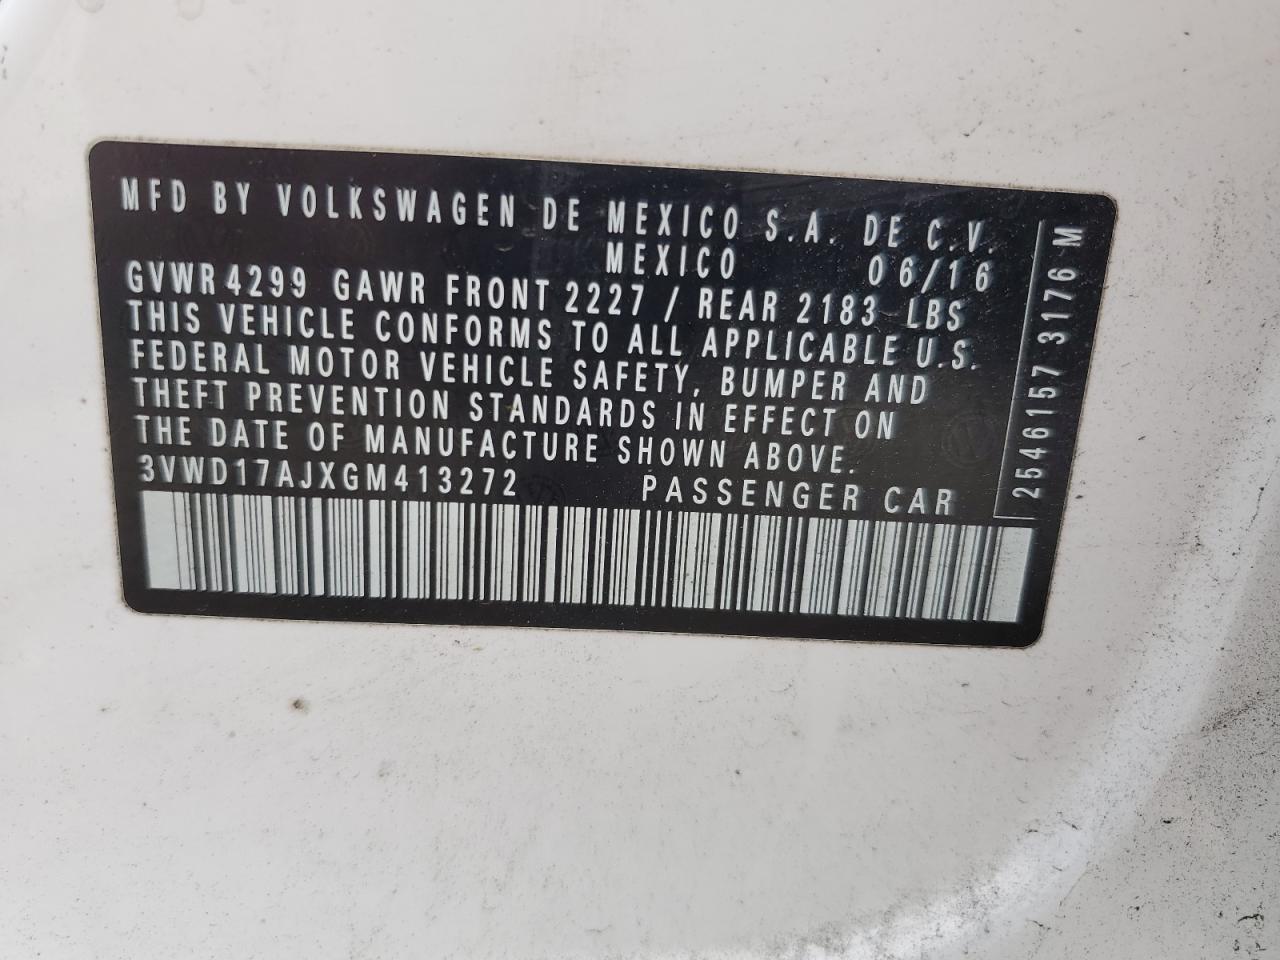 MFD BY VOLKSWAGEN DE MEXICO S.A. DE C.V.
MEXICO 06/16
GVWR 4299 GAWR FRONT 2227 / REAR 2183 LBS
THIS VEHICLE CONFORMS TO ALL APPLICABLE U.S.
FEDERAL MOTOR VEHICLE SAFETY, BUMPER AND
THEFT PREVENTION STANDARDS IN EFFECT ON
THE DATE OF MANUFACTURE SHOWN ABOVE.
3VWD17AJXGM413272 PASSENGER CAR
2546157 3176 M